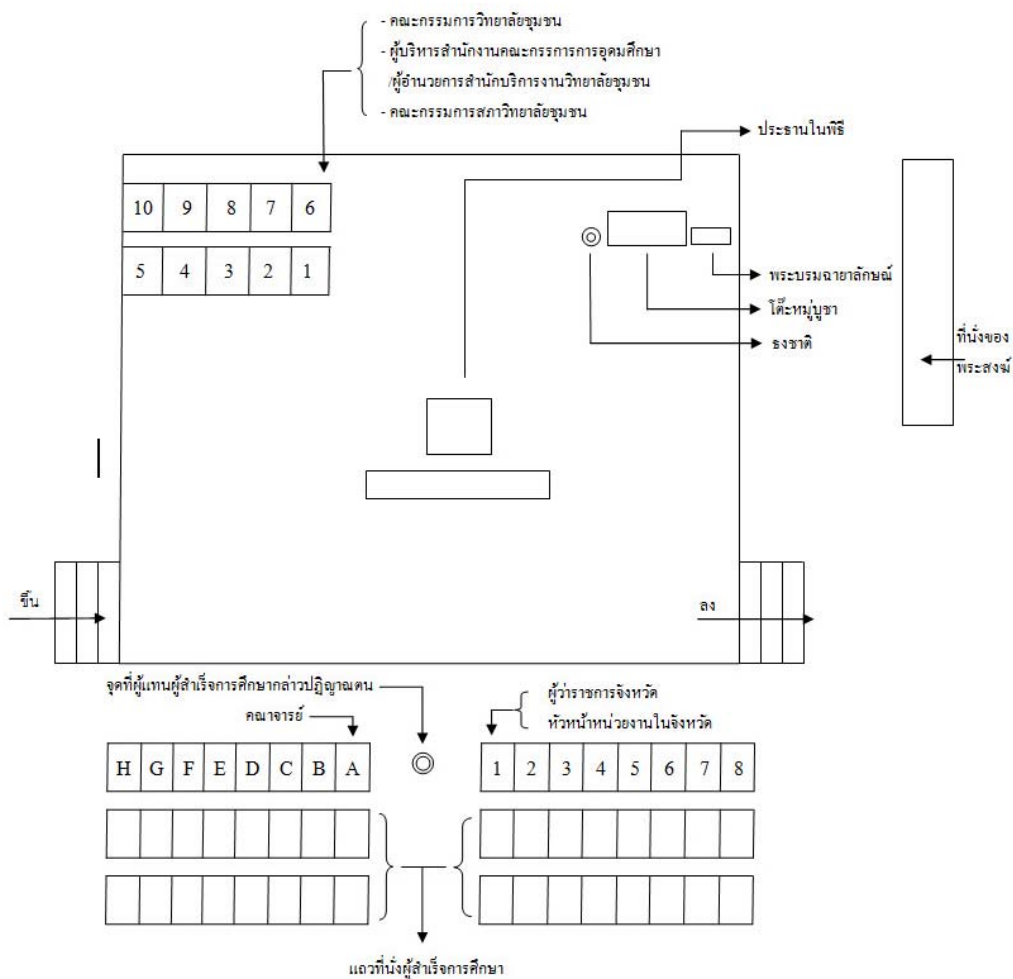 - คณะกรรมการวิทยาลัยชุมชน
- ผู้บริหารสำนักงานคณะกรรการการอุดมศึกษา
/ผู้อำนวยการสำนักบริการงานวิทยาลัยชุมชน
- คณะกรรมการสภาวิทยาลัยชุมชน
ประธานในพิธี
10 9 8 7 6
5 4 3 2 1
พระบรมฉายาลักษณ์
โต๊ะหมู่บูชา
ธงชาติ
ที่นั่งของ
พระสงฆ์
ขึ้น
ลง
จุดที่ผู้แทนผู้สำเร็จการศึกษากล่าวปฏิญาณตน
คณาจารย์
ผู้ว่าราชการจังหวัด
หัวหน้าหน่วยงานในจังหวัด
H G F E D C B A
1 2 3 4 5 6 7 8
แถวที่นั่งผู้สำเร็จการศึกษา